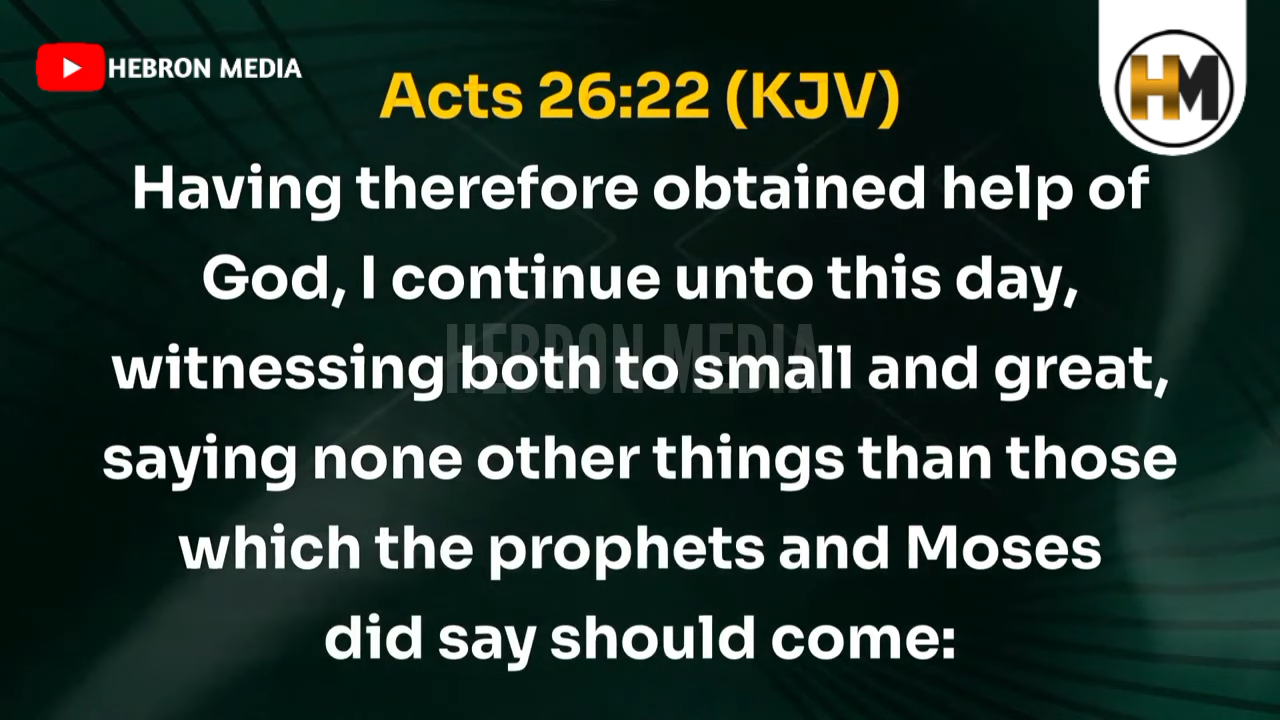 HEBRON MEDIA
HM
Acts 26:22 (KJV)
Having therefore obtained help of
God, I continue unto this day,
witnessing both to small and great,
saying none other things than those
which the prophets and Moses
did say should come:
HEBRON MEDIA